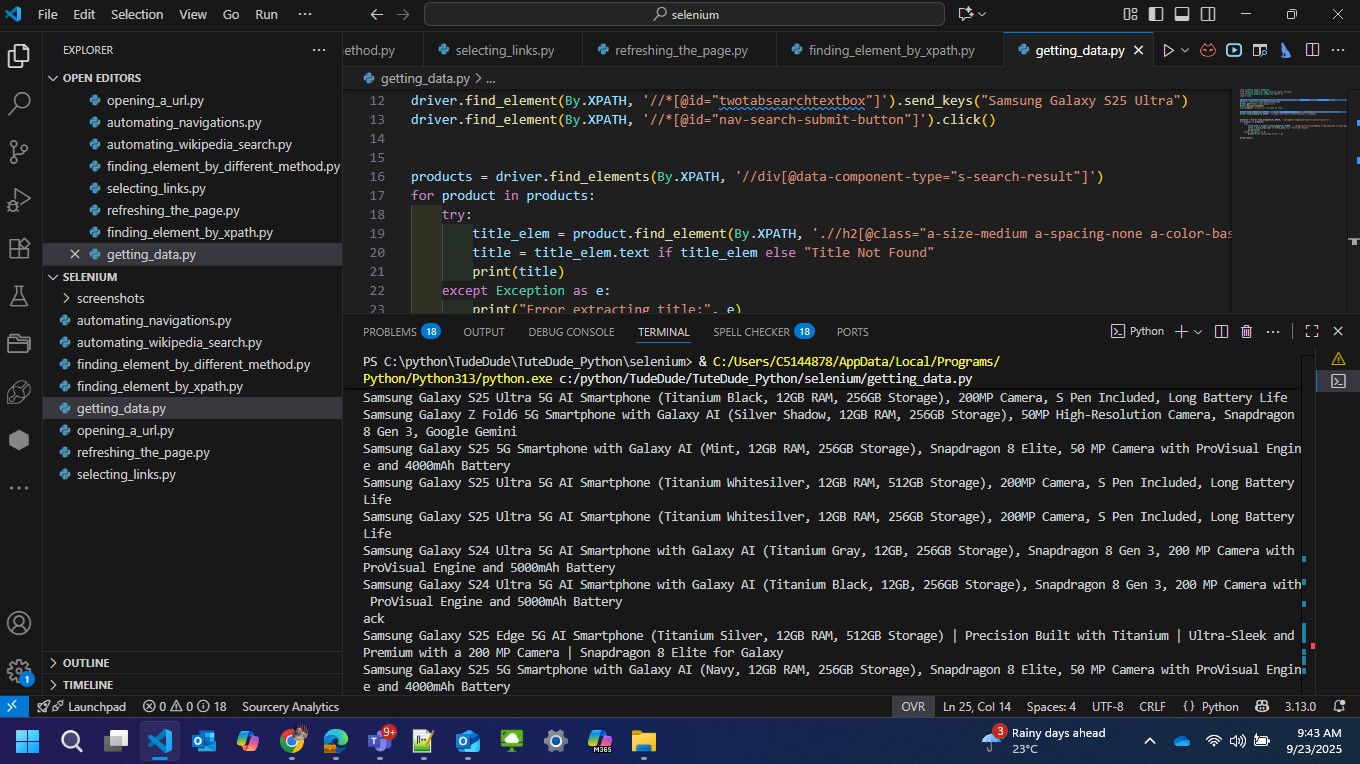 File Edit Selection View Go Run ··· selenium
EXPLORER ···
OPEN EDITORS
opening_a_url.py
automating_navigations.py
automating_wikipedia_search.py
finding_element_by_different_method.py
selecting_links.py
refreshing_the_page.py
finding_element_by_xpath.py
getting_data.py
SELENIUM
screenshots
automating_navigations.py
automating_wikipedia_search.py
finding_element_by_different_method.py
finding_element_by_xpath.py
getting_data.py
opening_a_url.py
refreshing_the_page.py
selecting_links.py
OUTLINE
TIMELINE
ethod.py selecting_links.py refreshing_the_page.py finding_element_by_xpath.py getting_data.py
getting_data.py > ...
12 driver.find_element(By.XPATH, '//*[@id="twotabsearchtextbox"]').send_keys("Samsung Galaxy S25 Ultra")
13 driver.find_element(By.XPATH, '//*[@id="nav-search-submit-button"]').click()
14
15
16 products = driver.find_elements(By.XPATH, '//div[@data-component-type="s-search-result"]')
17 for product in products:
18 try:
19 title_elem = product.find_element(By.XPATH, './/h2[@class="a-size-medium a-spacing-none a-color-bas
20 title = title_elem.text if title_elem else "Title Not Found"
21 print(title)
22 except Exception as e:
23 print("Error extracting title:", e)
PROBLEMS 18 OUTPUT DEBUG CONSOLE TERMINAL SPELL CHECKER 18 PORTS Python
PS C:\python\TudeDude\TuteDude_Python\selenium> & C:/Users/C5144878/AppData/Local/Programs/
Python/Python313/python.exe c:/python/TudeDude/TuteDude_Python/selenium/getting_data.py
Samsung Galaxy S25 Ultra 5G AI Smartphone (Titanium Black, 12GB RAM, 256GB Storage), 200MP Camera, S Pen Included, Long Battery Life
Samsung Galaxy Z Fold6 5G Smartphone with Galaxy AI (Silver Shadow, 12GB RAM, 256GB Storage), 50MP High-Resolution Camera, Snapdragon
8 Gen 3, Google Gemini
Samsung Galaxy S25 5G Smartphone with Galaxy AI (Mint, 12GB RAM, 256GB Storage), Snapdragon 8 Elite, 50 MP Camera with ProVisual Engin
e and 4000mAh Battery
Samsung Galaxy S25 Ultra 5G AI Smartphone (Titanium Whitesilver, 12GB RAM, 512GB Storage), 200MP Camera, S Pen Included, Long Battery
Life
Samsung Galaxy S25 Ultra 5G AI Smartphone (Titanium Whitesilver, 12GB RAM, 256GB Storage), 200MP Camera, S Pen Included, Long Battery
Life
Samsung Galaxy S24 Ultra 5G AI Smartphone with Galaxy AI (Titanium Gray, 12GB, 256GB Storage), Snapdragon 8 Gen 3, 200 MP Camera with
ProVisual Engine and 5000mAh Battery
Samsung Galaxy S24 Ultra 5G AI Smartphone with Galaxy AI (Titanium Black, 12GB, 256GB Storage), Snapdragon 8 Gen 3, 200 MP Camera with
ProVisual Engine and 5000mAh Battery
ack
Samsung Galaxy S25 Edge 5G AI Smartphone (Titanium Silver, 12GB RAM, 512GB Storage) | Precision Built with Titanium | Ultra-Sleek and
Premium with a 200 MP Camera | Snapdragon 8 Elite for Galaxy
Samsung Galaxy S25 5G Smartphone with Galaxy AI (Navy, 12GB RAM, 256GB Storage), Snapdragon 8 Elite, 50 MP Camera with ProVisual Engin
e and 4000mAh Battery
1
Launchpad 0 0 18 Sourcery Analytics OVR Ln 25, Col 14 Spaces: 4 UTF-8 CRLF {} Python 3.13.0
9+ M365 3 Rainy days ahead 9:43 AM
23°C 9/23/2025